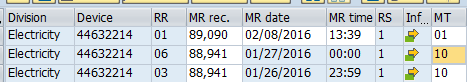 Division Device RR MR rec. MR date MR time RS Inf... MT
Electricity 44632214 01 89,090 02/08/2016 13:39 1 01
Electricity 44632214 06 88,941 01/27/2016 00:00 1 10
Electricity 44632214 03 88,941 01/26/2016 23:59 1 10